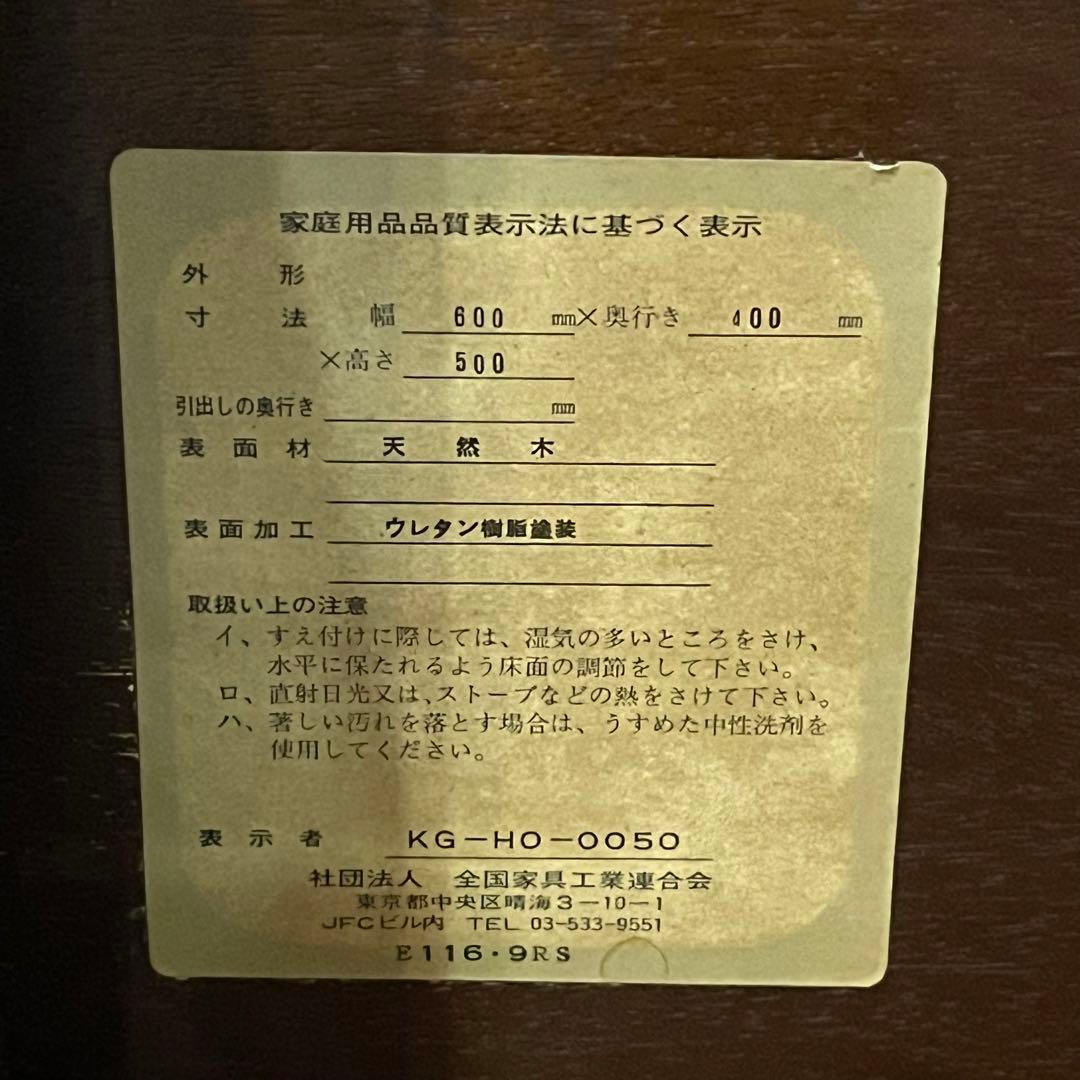 家庭用品品質表示法に基づく表示
外形
寸法 幅 600 mm×奥行き 400 mm
×高さ 500
引出しの奥行き mm
表面材 天然木
表面加工 ウレタン樹脂塗装
取扱い上の注意
イ、すえ付けに際しては、湿気の多いところをさけ、
水平に保たれるよう床面の調節をして下さい。
ロ、直射日光又は、ストーブなどの熱をさけて下さい。
ハ、著しい汚れを落とす場合は、うすめた中性洗剤を
使用してください。
表示者 KG-HO-0050
社団法人 全国家具工業連合会
東京都中央区晴海3-10-1
JFCビル内 TEL 03-533-9551
E116・9RS